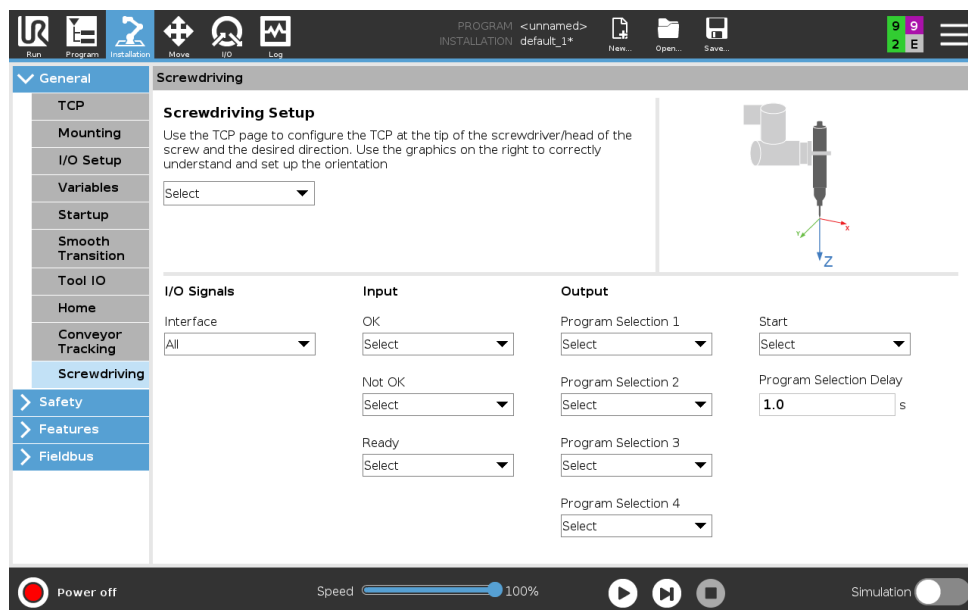 PROGRAM <unnamed>
INSTALLATION default_1*
Run
Program
Installation
Move
I/O
Log
New...
Open...
Save...
9 9
2 E
General
TCP
Mounting
I/O Setup
Variables
Startup
Smooth
Transition
Tool IO
Home
Conveyor
Tracking
Screwdriving
Safety
Features
Fieldbus
Screwdriving
Screwdriving Setup
Use the TCP page to configure the TCP at the tip of the screwdriver/head of the
screw and the desired direction. Use the graphics on the right to correctly
understand and set up the orientation
Select
Y
X
Z
I/O Signals
Input
Output
Interface
All
OK
Select
Not OK
Select
Ready
Select
Program Selection 1
Select
Program Selection 2
Select
Program Selection 3
Select
Program Selection 4
Select
Start
Select
Program Selection Delay
1.0 s
Power off
Speed 100%
Simulation